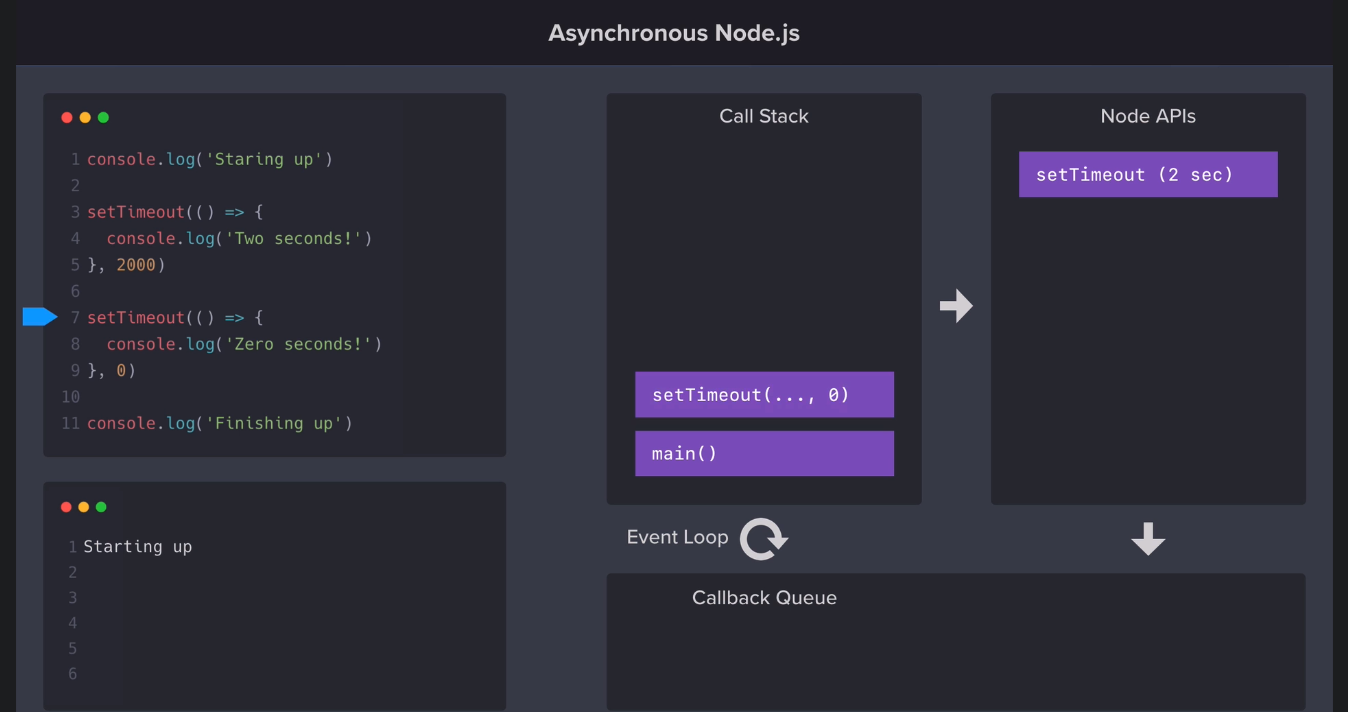 Asynchronous Node.js
1 console.log('Staring up')
2
3 setTimeout(() => {
4   console.log('Two seconds!')
5 }, 2000)
6
7 setTimeout(() => {
8   console.log('Zero seconds!')
9 }, 0)
10
11 console.log('Finishing up')
1 Starting up
2
3
4
5
6
Call Stack
setTimeout(..., 0)
main()
Node APIs
setTimeout (2 sec)
Event Loop
Callback Queue